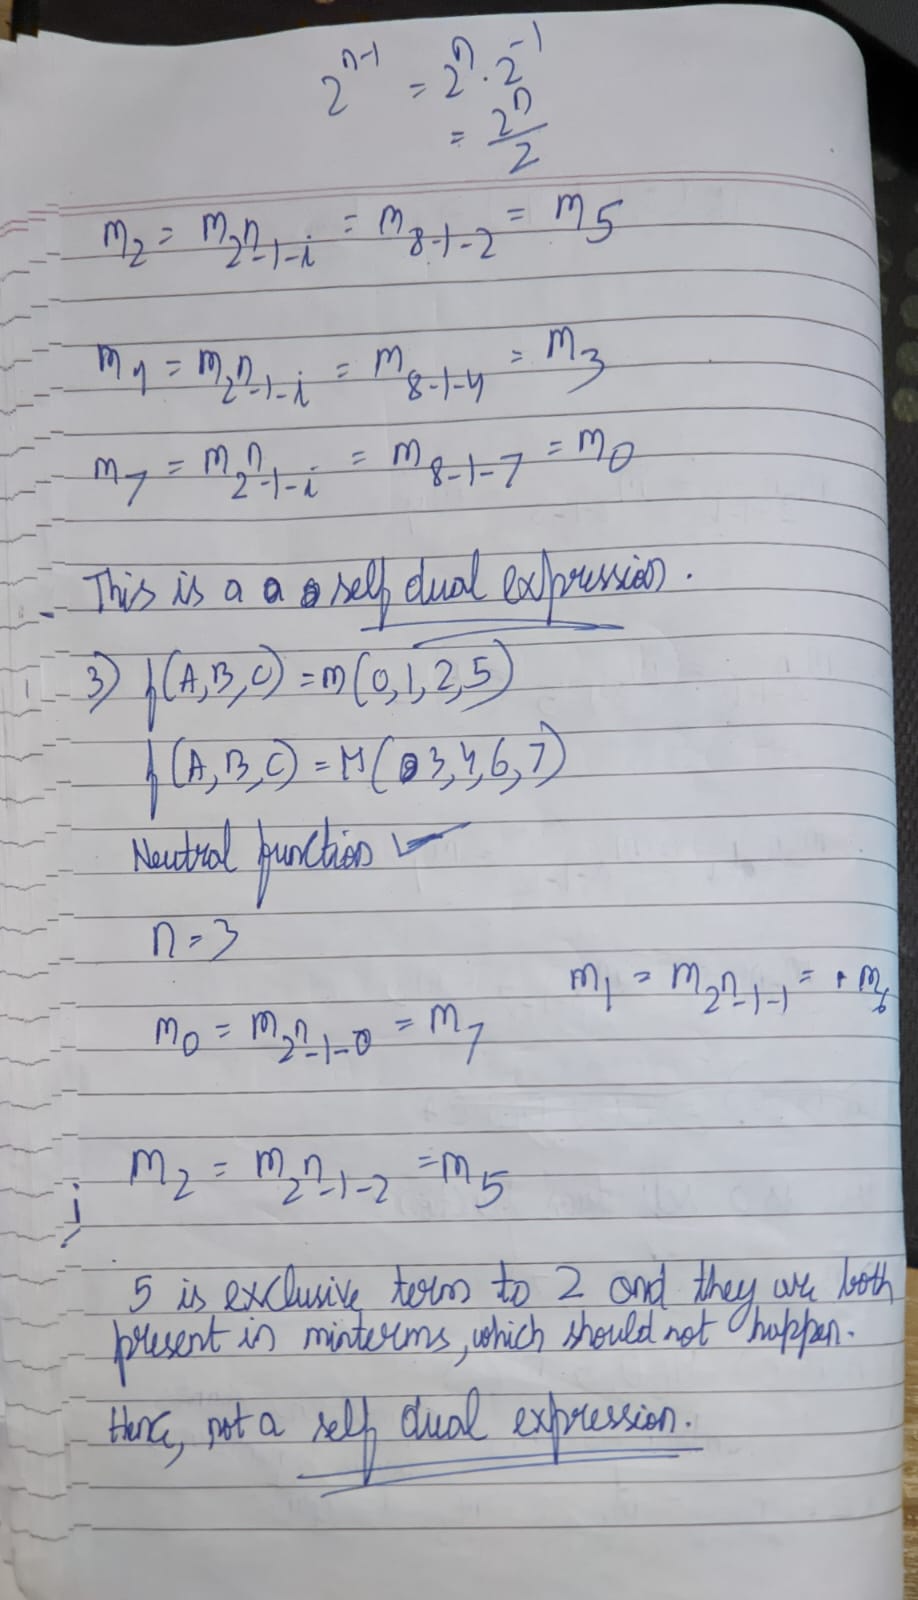 2^{n-1} = 2^n . 2^{-1}
= 2^n / 2
m_2 = m_{2^n-1-i} = m_{8-1-2} = m_5
m_4 = m_{2^n-1-i} = m_{8-1-4} = m_3
m_7 = m_{2^n-1-i} = m_{8-1-7} = m_0
This is a a self dual expression.
3) f(A,B,C) = m(0,1,2,5)
f(A,B,C) = M(3,4,6,7)
Neutral function ✓
n = 3
m_1 = m_{2^n-1-1} = m_6
m_0 = m_{2^n-1-0} = m_7
m_2 = m_{2^n-1-2} = m_5
5 is exclusive term to 2 and they are both
present in minterms, which should not happen.
Hence, not a self dual expression.